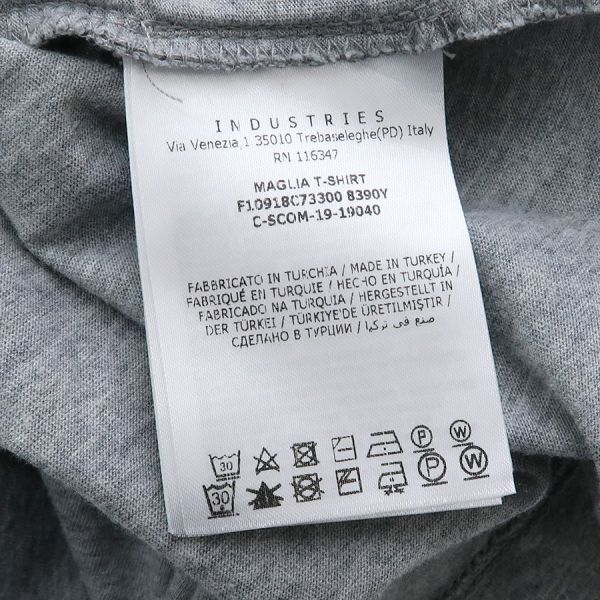 INDUSTRIES
Via Venezia,1 35010 Trebaseleghe(PD) Italy
RN 116347
MAGLIA T-SHIRT
F10918C73300 8390Y
C-SCOM-19-19040
FABBRICATO IN TURCHIA / MADE IN TURKEY /
FABRIQUÉ EN TURQUIE / HECHO EN TURQUÍA /
FABRICADO NA TURQUIA / HERGESTELLT IN
DER TÜRKEI / TÜRKİYE'DE ÜRETİLMİŞTİR /
СДЕЛАНО В ТУРЦИИ / صنع في تركيا
30 P W
30 P W